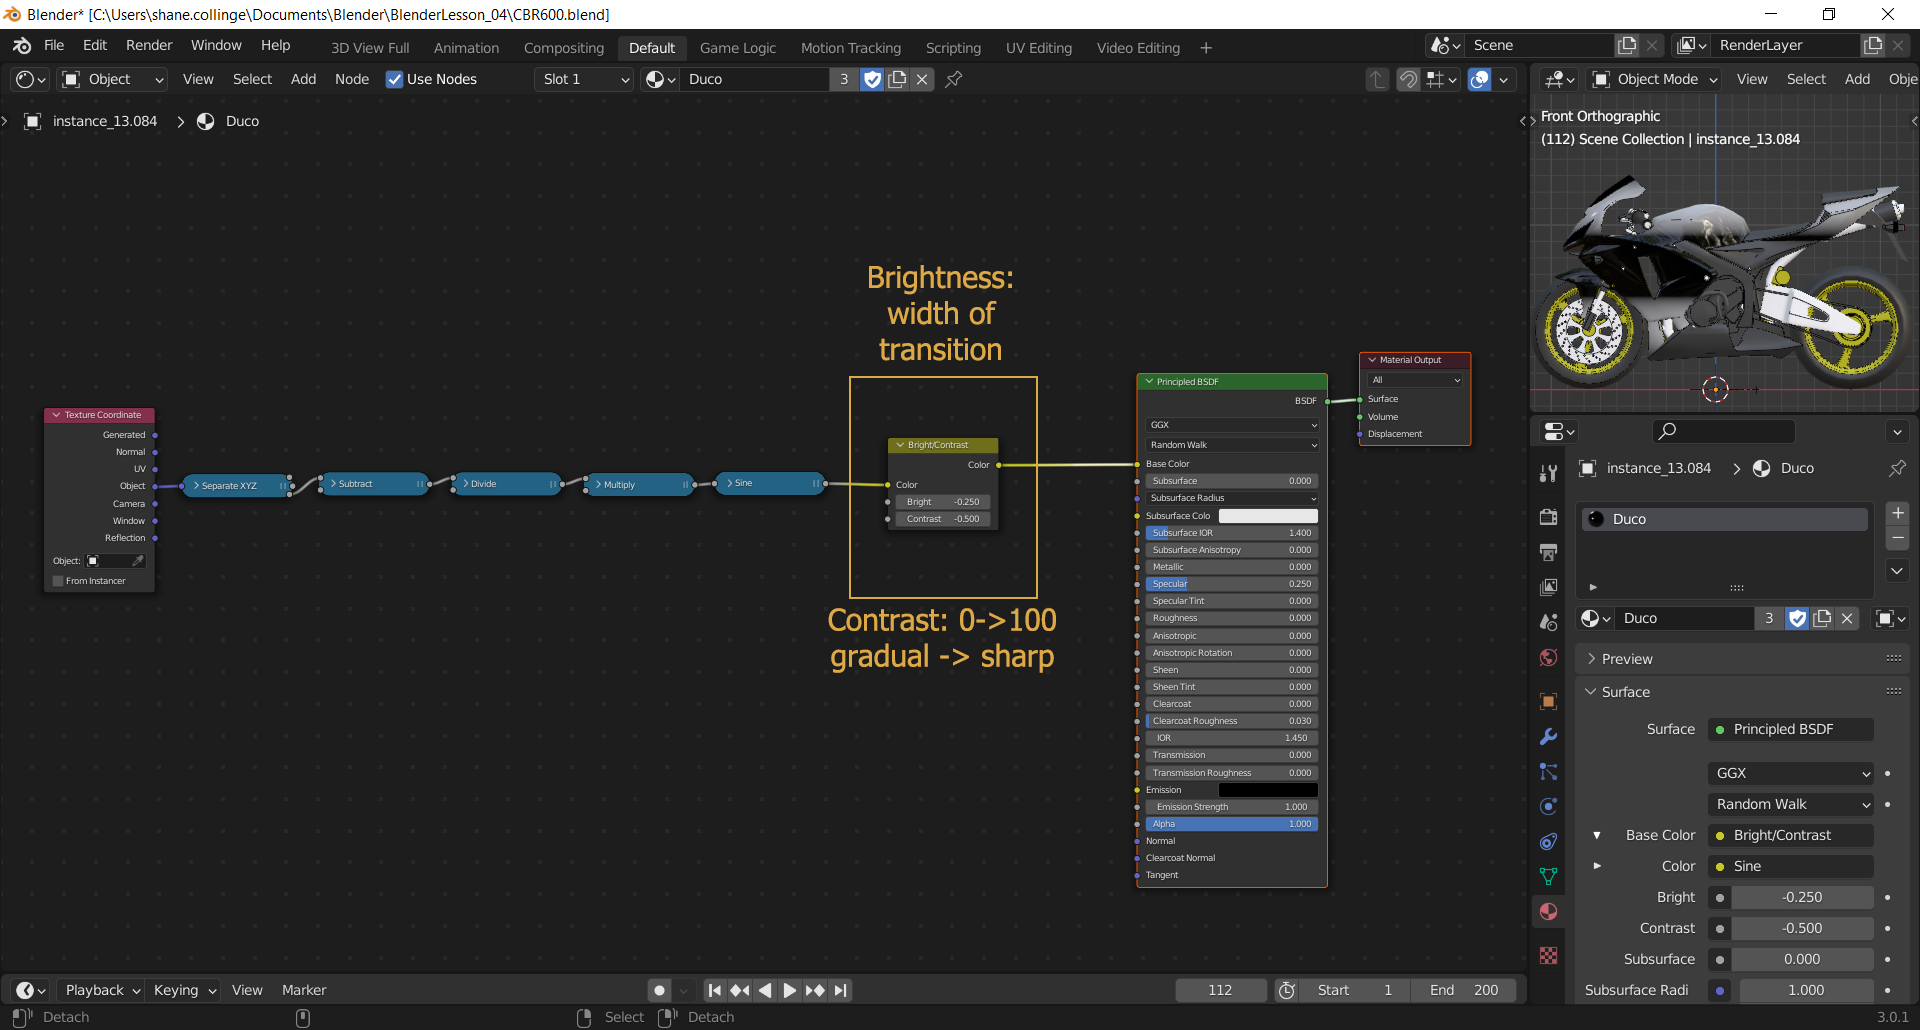 Blender* [C:\Users\shane.collinge\Documents\Blender\BlenderLesson_04\CBR600.blend]
File Edit Render Window Help 3D View Full Animation Compositing Default Game Logic Motion Tracking Scripting UV Editing Video Editing + Scene RenderLayer
Object View Select Add Node Use Nodes Slot 1 Duco 3 Object Mode View Select Add Obje
instance_13.084 > Duco
Front Orthographic
(112) Scene Collection | instance_13.084
Brightness:
width of
transition
Contrast: 0->100
gradual -> sharp
Texture Coordinate
Generated
Normal
UV
Object
Camera
Window
Reflection
Object:
From Instancer
Separate XYZ
Subtract
Divide
Multiply
Sine
Bright/Contrast
Color
Color
Bright -0.250
Contrast -0.500
Principled BSDF
BSDF
GGX
Random Walk
Base Color
Subsurface 0.000
Subsurface Radius
Subsurface Colo
Subsurface IOR 1.400
Subsurface Anisotropy 0.000
Metallic 0.000
Specular 0.250
Specular Tint 0.000
Roughness 0.000
Anisotropic 0.000
Anisotropic Rotation 0.000
Sheen 0.000
Sheen Tint 0.000
Clearcoat 0.000
Clearcoat Roughness 0.030
IOR 1.450
Transmission 0.000
Transmission Roughness 0.000
Emission
Emission Strength 1.000
Alpha 1.000
Normal
Clearcoat Normal
Tangent
Material Output
All
Surface
Volume
Displacement
instance_13.084 > Duco
Duco
Duco 3
Preview
Surface
Surface Principled BSDF
GGX
Random Walk
Base Color Bright/Contrast
Color Sine
Bright -0.250
Contrast -0.500
Subsurface 0.000
Subsurface Radi 1.000
Playback Keying View Marker 112 Start 1 End 200
Detach Select Detach 3.0.1